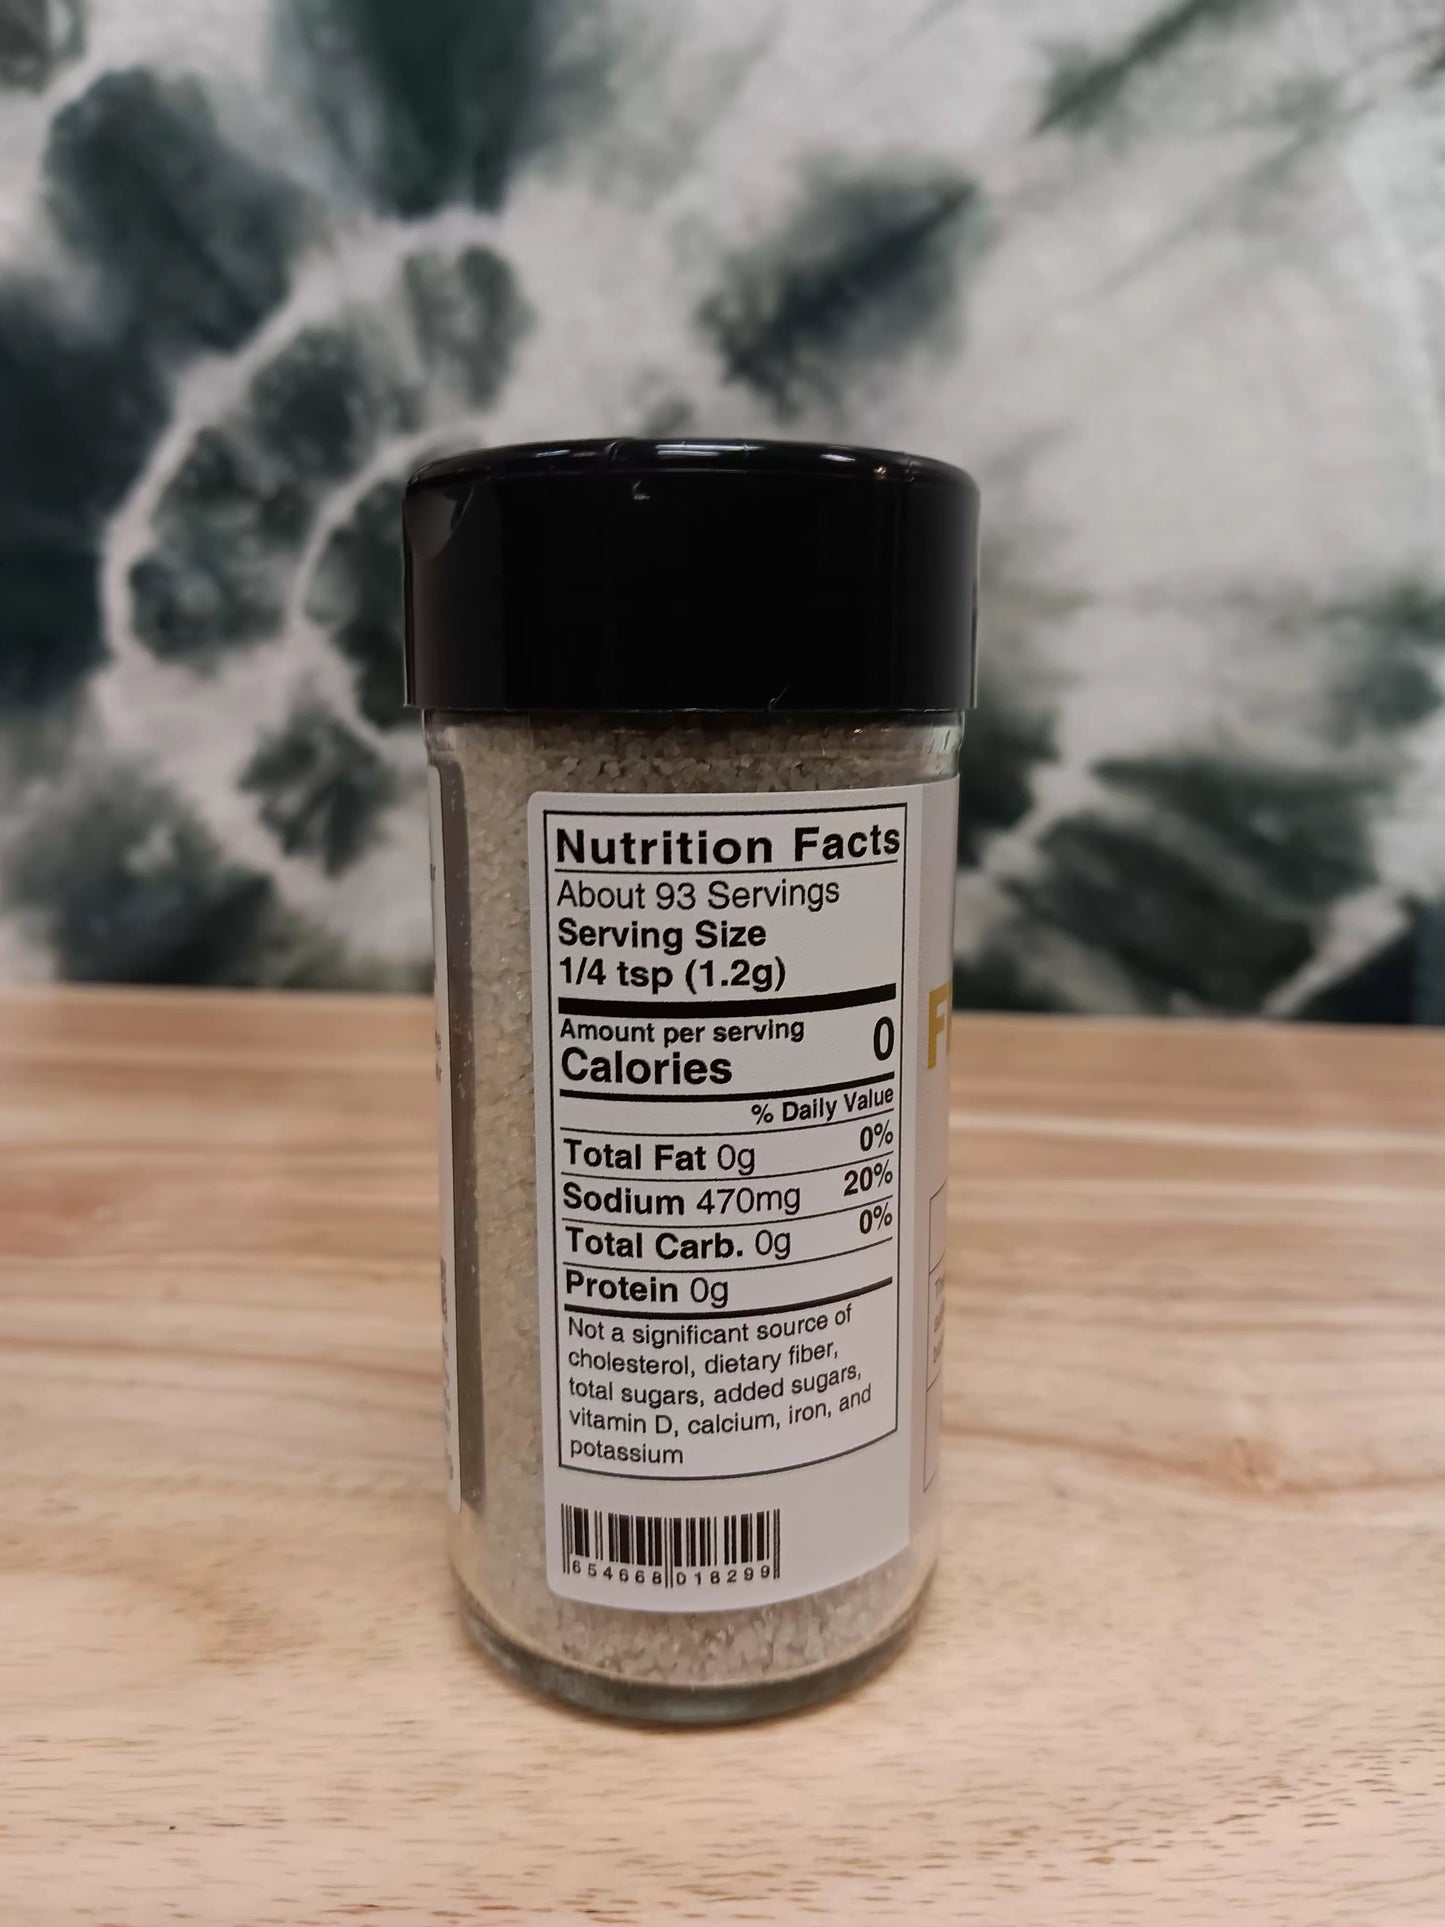 Nutrition Facts
About 93 Servings
Serving Size
1/4 tsp (1.2g)
Amount per serving
Calories 0
% Daily Value
Total Fat 0g 0%
Sodium 470mg 20%
Total Carb. 0g 0%
Protein 0g
Not a significant source of
cholesterol, dietary fiber,
total sugars, added sugars,
vitamin D, calcium, iron, and
potassium
654668 018299